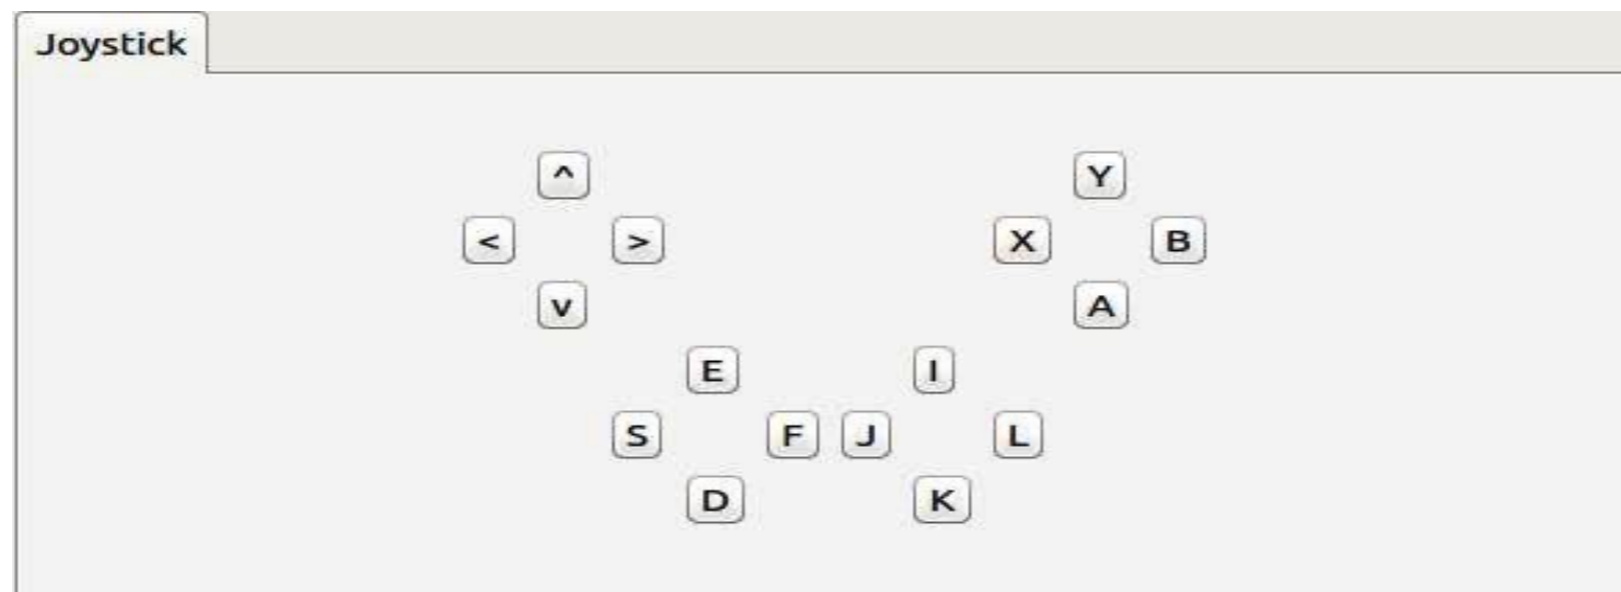 Joystick
^ Y
< > X B
v A
E I
S F J L
D K